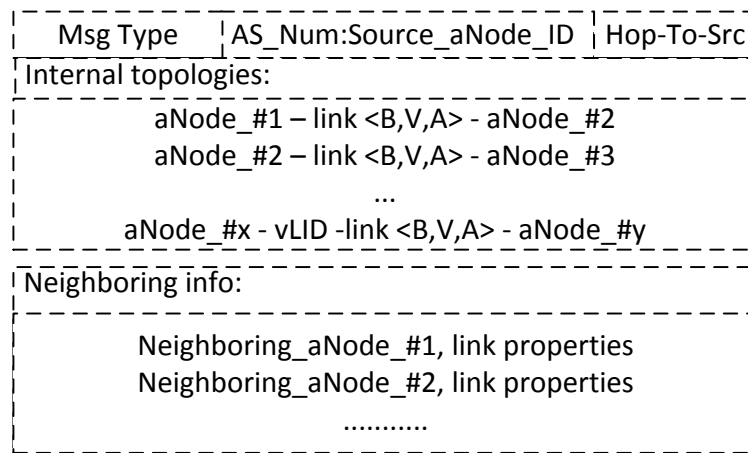 Msg Type AS_Num:Source_aNode_ID Hop-To-Src
Internal topologies:
aNode_#1 – link <B,V,A> - aNode_#2
aNode_#2 – link <B,V,A> - aNode_#3
...
aNode_#x - vLID -link <B,V,A> - aNode_#y
Neighboring info:
Neighboring_aNode_#1, link properties
Neighboring_aNode_#2, link properties
...........